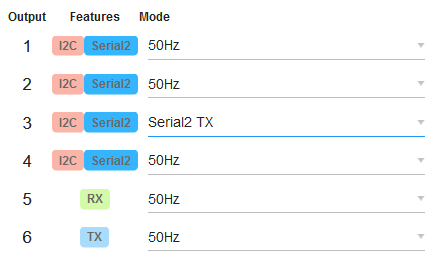 Output Features Mode
1 I2C Serial2 50Hz
2 I2C Serial2 50Hz
3 I2C Serial2 Serial2 TX
4 I2C Serial2 50Hz
5 RX 50Hz
6 TX 50Hz